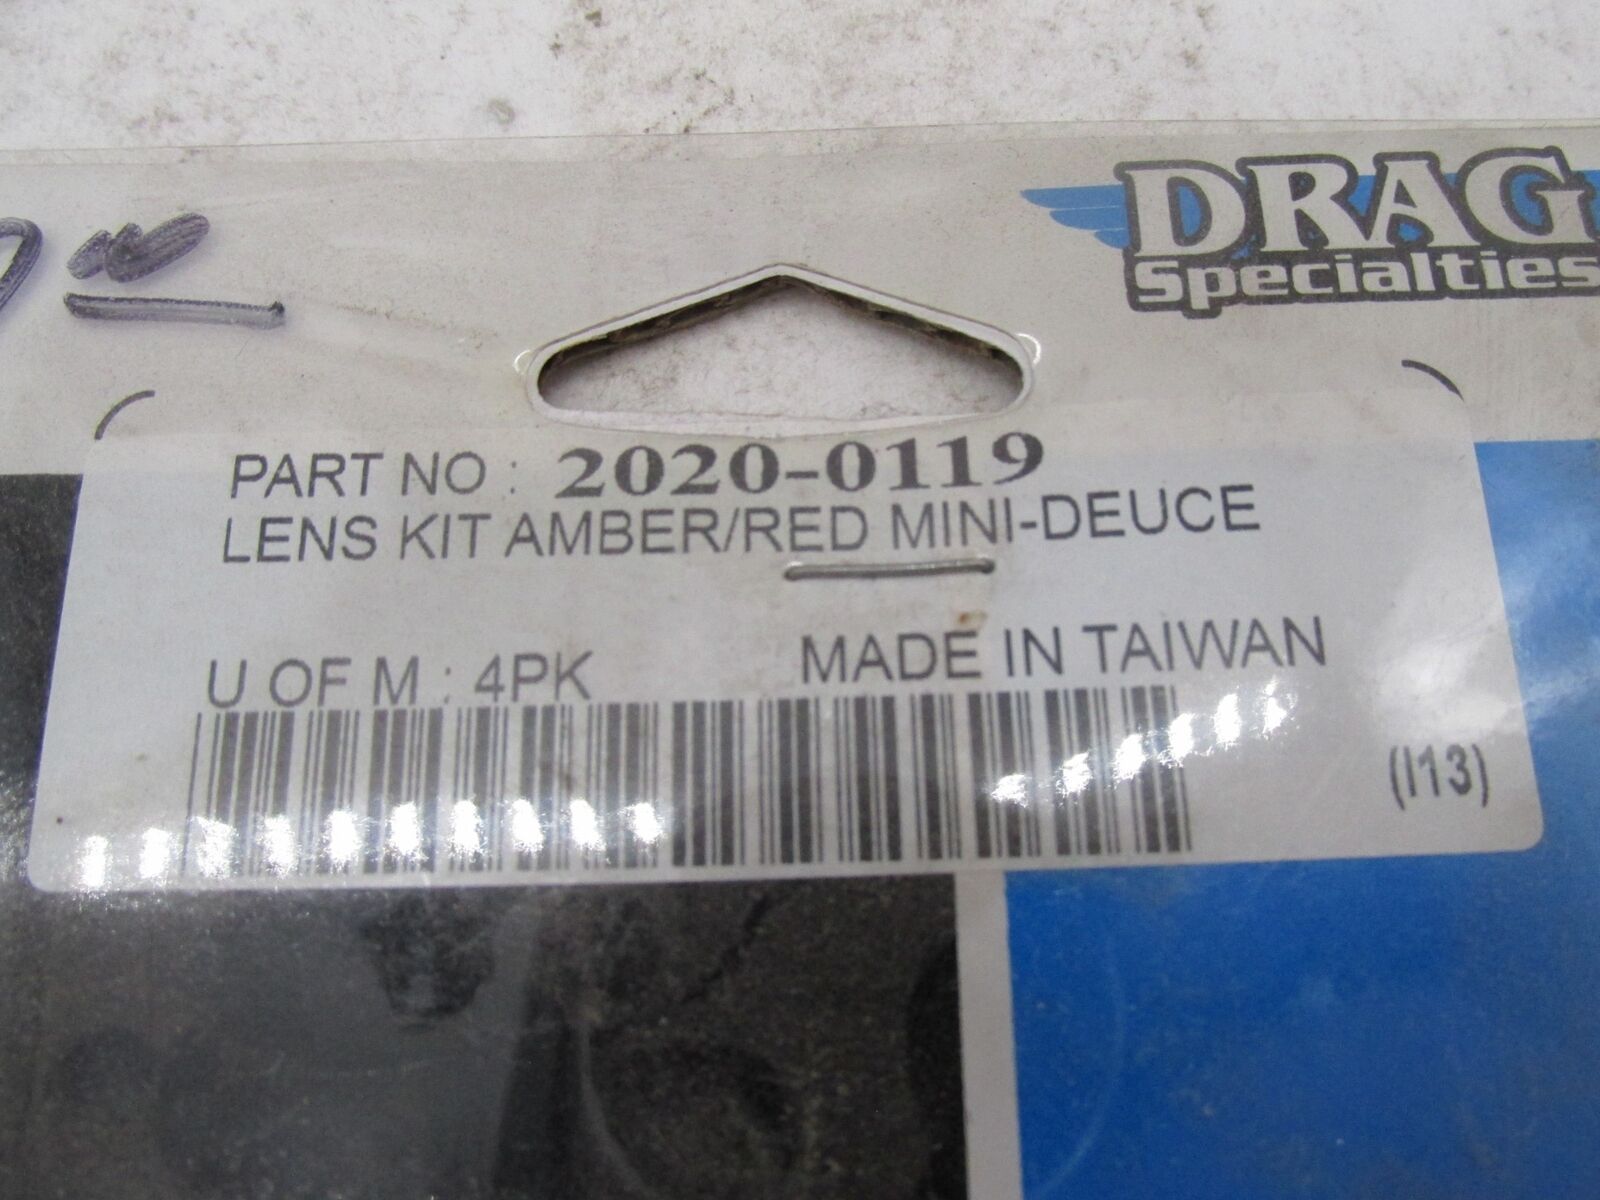 DRAG
Specialties
PART NO : 2020-0119
LENS KIT AMBER/RED MINI-DEUCE
U OF M : 4PK
MADE IN TAIWAN
(I13)